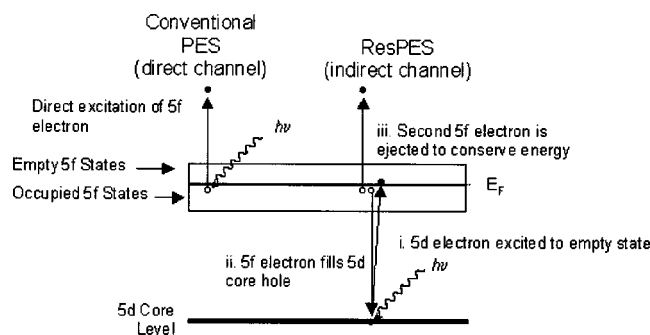 Conventional
PES
(direct channel)
ResPES
(indirect channel)
Direct excitation of 5f
electron
hν
iii. Second 5f electron is
ejected to conserve energy
Empty 5f States
Occupied 5f States
E_F
ii. 5f electron fills 5d
core hole
i. 5d electron excited to empty state
hν
5d Core
Level